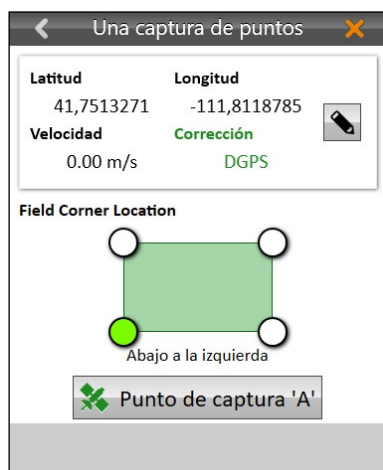 Una captura de puntos
Latitud Longitud
41,7513271 -111,8118785
Velocidad Corrección
0.00 m/s DGPS
Field Corner Location
Abajo a la izquierda
Punto de captura 'A'